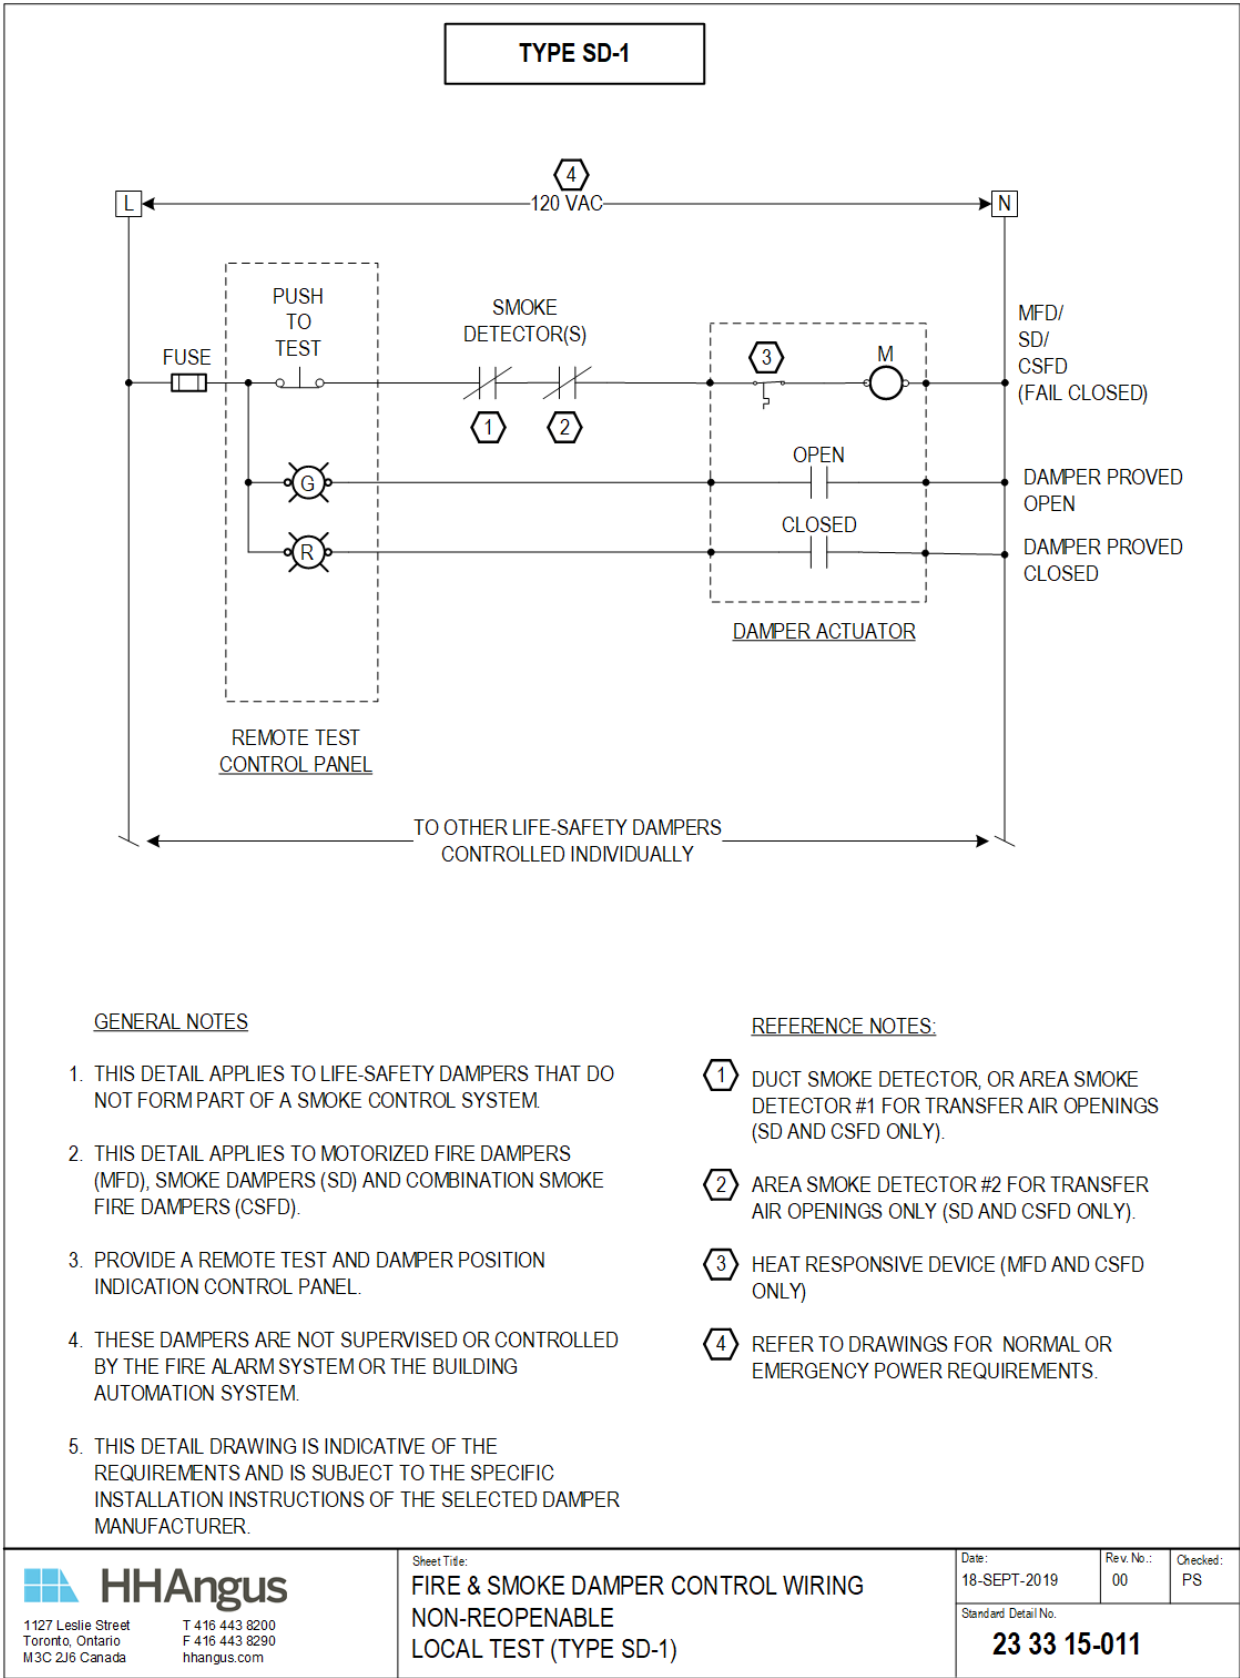 TYPE SD-1
4
L
120 VAC
N
PUSH
TO
TEST
SMOKE
DETECTOR(S)
MFD/
SD/
CSFD
(FAIL CLOSED)
FUSE
3
M
1
2
OPEN
G
DAMPER PROVED
OPEN
CLOSED
R
DAMPER PROVED
CLOSED
DAMPER ACTUATOR
REMOTE TEST
CONTROL PANEL
TO OTHER LIFE-SAFETY DAMPERS
CONTROLLED INDIVIDUALLY
GENERAL NOTES
1. THIS DETAIL APPLIES TO LIFE-SAFETY DAMPERS THAT DO
NOT FORM PART OF A SMOKE CONTROL SYSTEM.
2. THIS DETAIL APPLIES TO MOTORIZED FIRE DAMPERS
(MFD), SMOKE DAMPERS (SD) AND COMBINATION SMOKE
FIRE DAMPERS (CSFD).
3. PROVIDE A REMOTE TEST AND DAMPER POSITION
INDICATION CONTROL PANEL.
4. THESE DAMPERS ARE NOT SUPERVISED OR CONTROLLED
BY THE FIRE ALARM SYSTEM OR THE BUILDING
AUTOMATION SYSTEM.
5. THIS DETAIL DRAWING IS INDICATIVE OF THE
REQUIREMENTS AND IS SUBJECT TO THE SPECIFIC
INSTALLATION INSTRUCTIONS OF THE SELECTED DAMPER
MANUFACTURER.
REFERENCE NOTES:
1 DUCT SMOKE DETECTOR, OR AREA SMOKE
DETECTOR #1 FOR TRANSFER AIR OPENINGS
(SD AND CSFD ONLY).
2 AREA SMOKE DETECTOR #2 FOR TRANSFER
AIR OPENINGS ONLY (SD AND CSFD ONLY).
3 HEAT RESPONSIVE DEVICE (MFD AND CSFD
ONLY)
4 REFER TO DRAWINGS FOR NORMAL OR
EMERGENCY POWER REQUIREMENTS.
HHAngus
1127 Leslie Street
Toronto, Ontario
M3C 2J6 Canada
T 416 443 8200
F 416 443 8290
hhangus.com
Sheet Title:
FIRE & SMOKE DAMPER CONTROL WIRING
NON-REOPENABLE
LOCAL TEST (TYPE SD-1)
Date:
18-SEPT-2019
Rev. No.:
00
Checked:
PS
Standard Detail No.
23 33 15-011